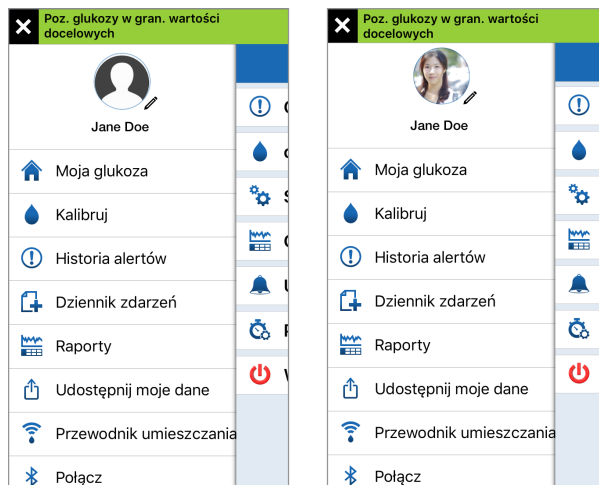 Poz. glukozy w gran. wartości
docelowych
Jane Doe
Moja glukoza
Kalibruj
Historia alertów
Dziennik zdarzeń
Raporty
Udostępnij moje dane
Przewodnik umieszczania
Połącz
Poz. glukozy w gran. wartości
docelowych
Jane Doe
Moja glukoza
Kalibruj
Historia alertów
Dziennik zdarzeń
Raporty
Udostępnij moje dane
Przewodnik umieszczania
Połącz